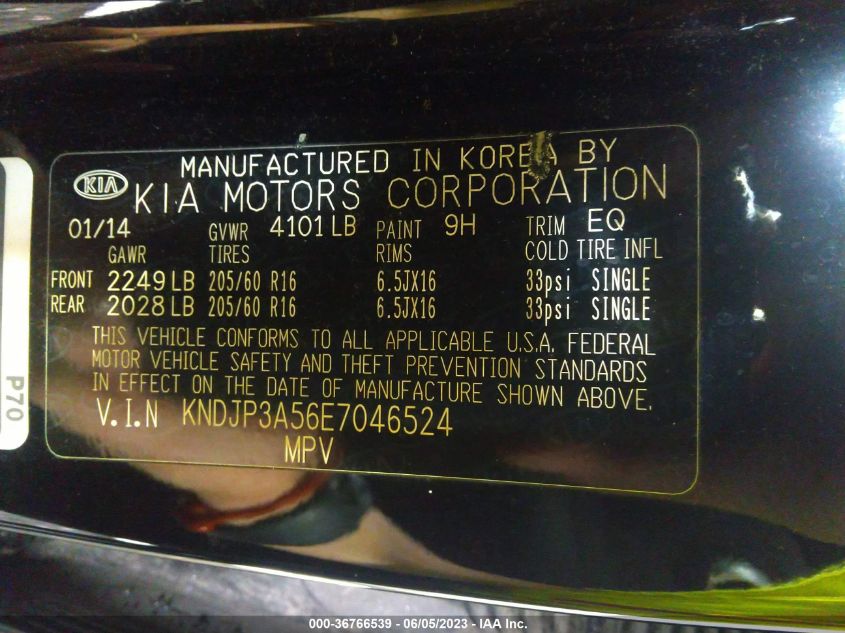 MANUFACTURED IN KOREA BY
KIA KIA MOTORS CORPORATION
01/14 GVWR 4101 LB PAINT 9H TRIM EQ
GAWR TIRES RIMS COLD TIRE INFL
FRONT 2249 LB 205/60 R16 6.5JX16 33psi SINGLE
REAR 2028 LB 205/60 R16 6.5JX16 33psi SINGLE
THIS VEHICLE CONFORMS TO ALL APPLICABLE U.S.A. FEDERAL
MOTOR VEHICLE SAFETY AND THEFT PREVENTION STANDARDS
IN EFFECT ON THE DATE OF MANUFACTURE SHOWN ABOVE.
V.I.N KNDJP3A56E7046524
MPV
P70
000-36766539 - 06/05/2023 - IAA Inc.